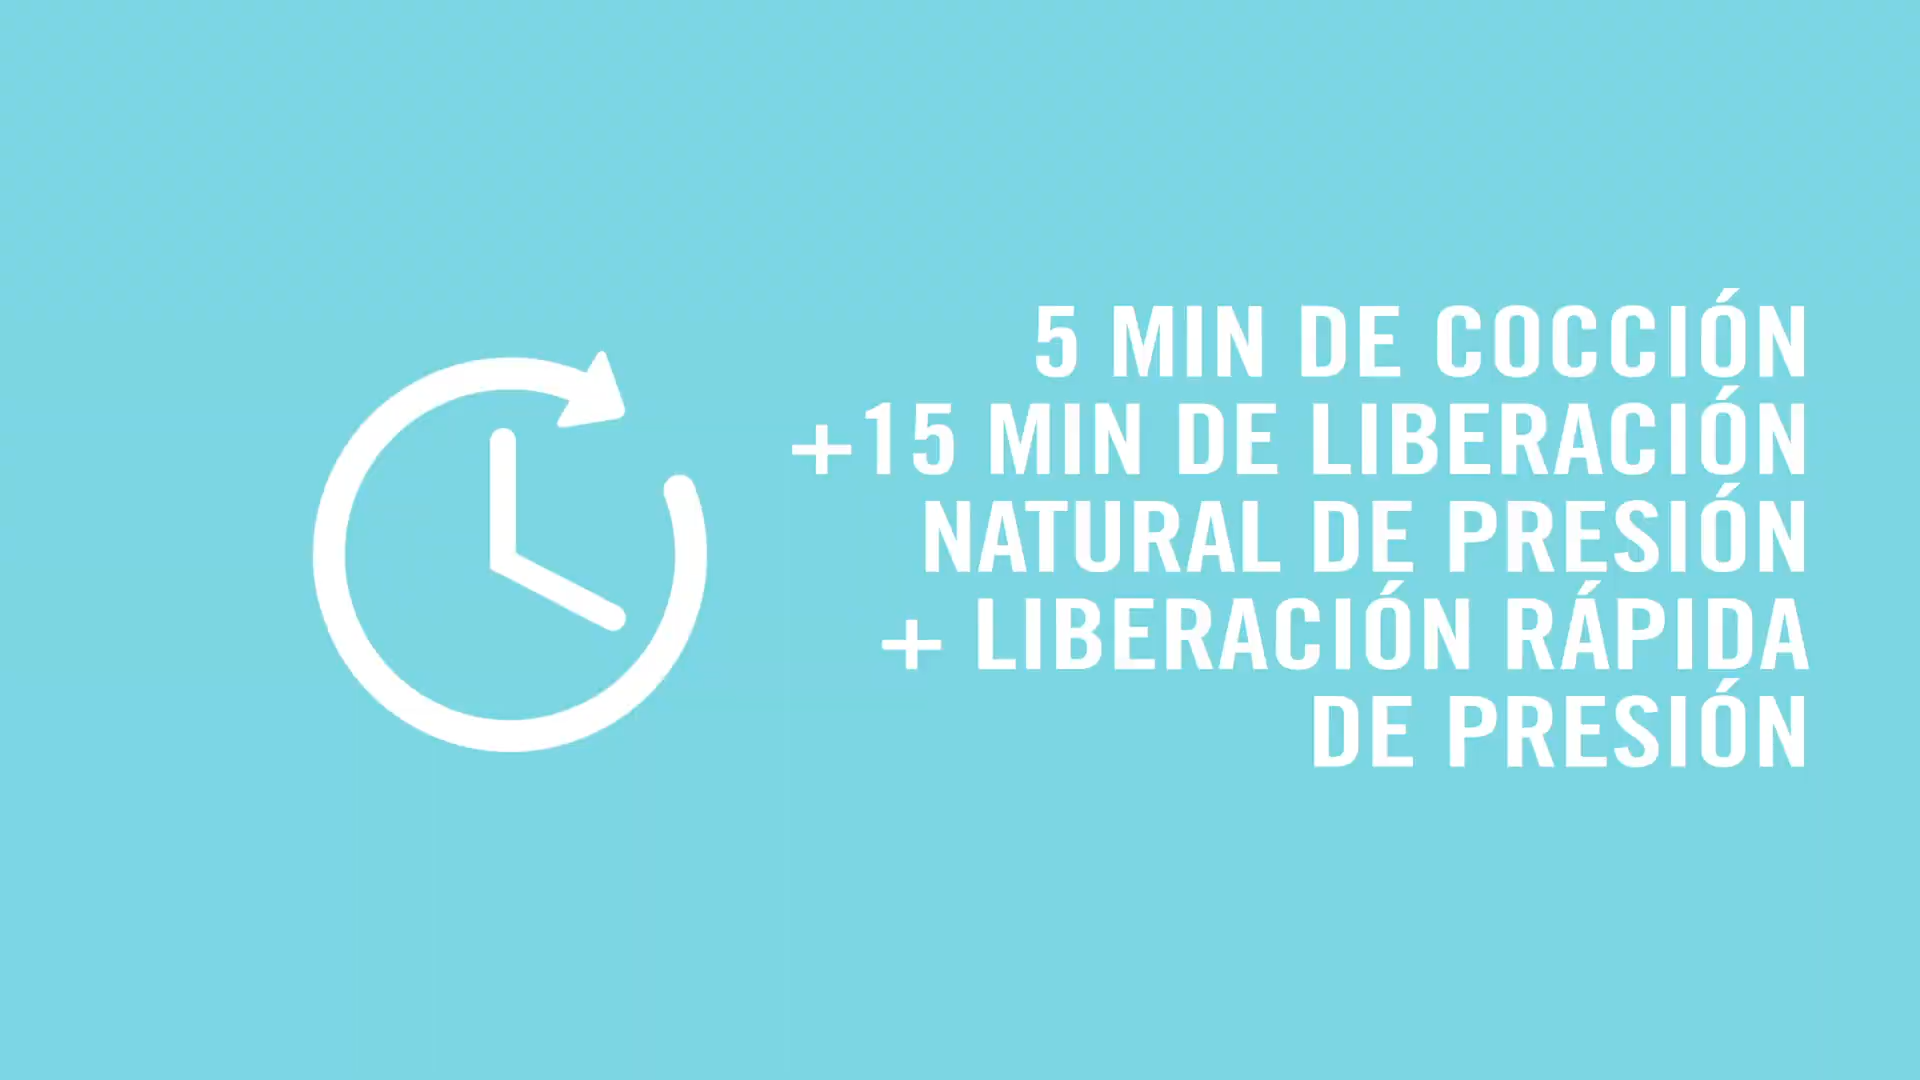 5 MIN DE COCCIÓN
+15 MIN DE LIBERACIÓN
NATURAL DE PRESIÓN
+ LIBERACIÓN RÁPIDA
DE PRESIÓN